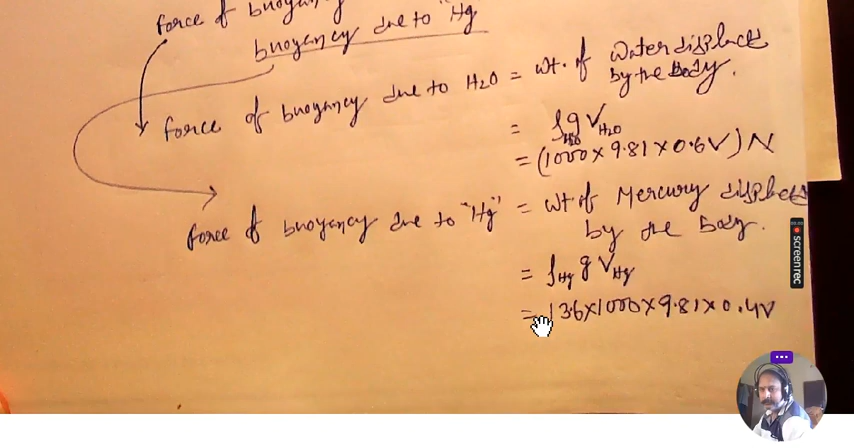 force of buoyancy
buoyancy due to "Hg
force of buoyancy due to H2O = wt. of Water displaces
by the body.
= ρH2O g VH2O
= (1000 × 9.81 × 0.6V) N
force of buoyancy due to "Hg" = wt of Mercury displaces
by the body.
= ρHg g VHg
= 13.6×1000×9.81×0.4V
screenrec